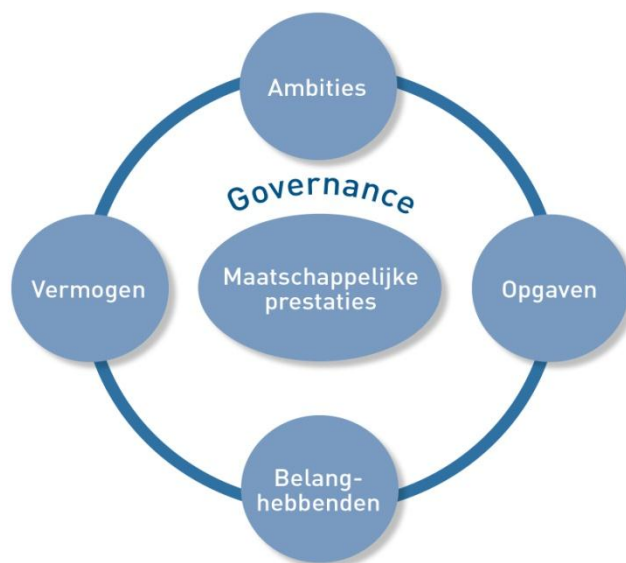 Ambities
Governance
Vermogen
Maatschappelijke
prestaties
Opgaven
Belang-
hebbenden